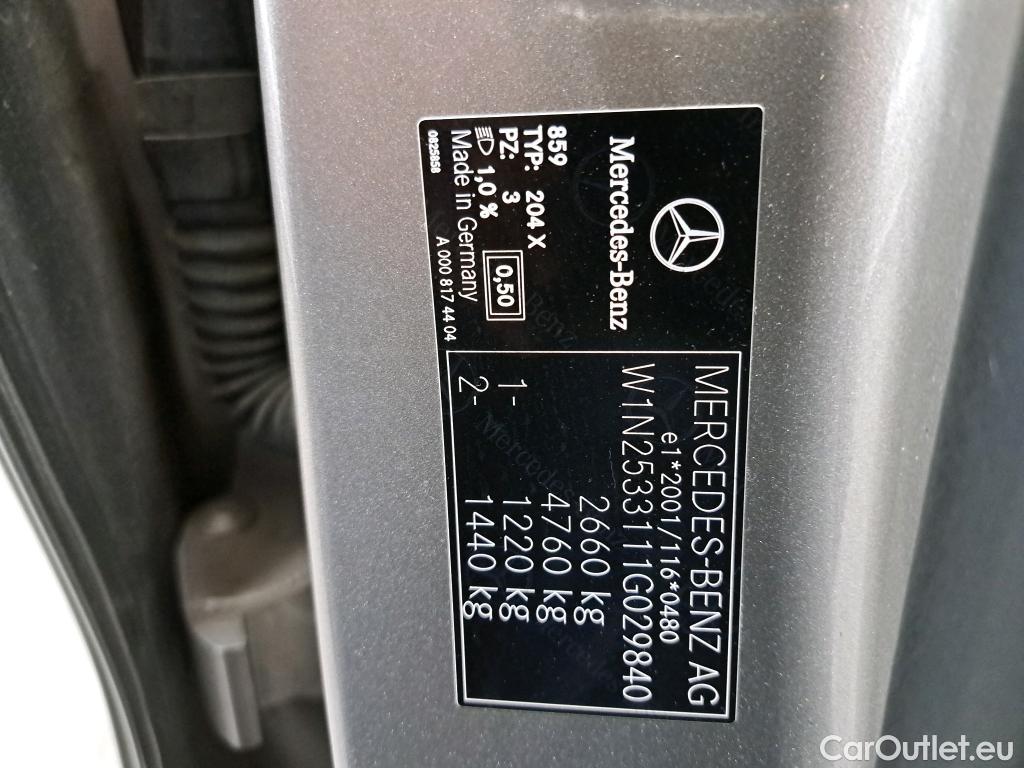 Mercedes-Benz
859
TYP: 204 X
PZ: 3 0,50
1,0 %
Made in Germany
0825858 A 000 817 44 04
MERCEDES-BENZ AG
e1*2001/116*0480
W1N2533111G029840
2660 kg
4760 kg
1- 1220 kg
2- 1440 kg
CarOutlet.eu